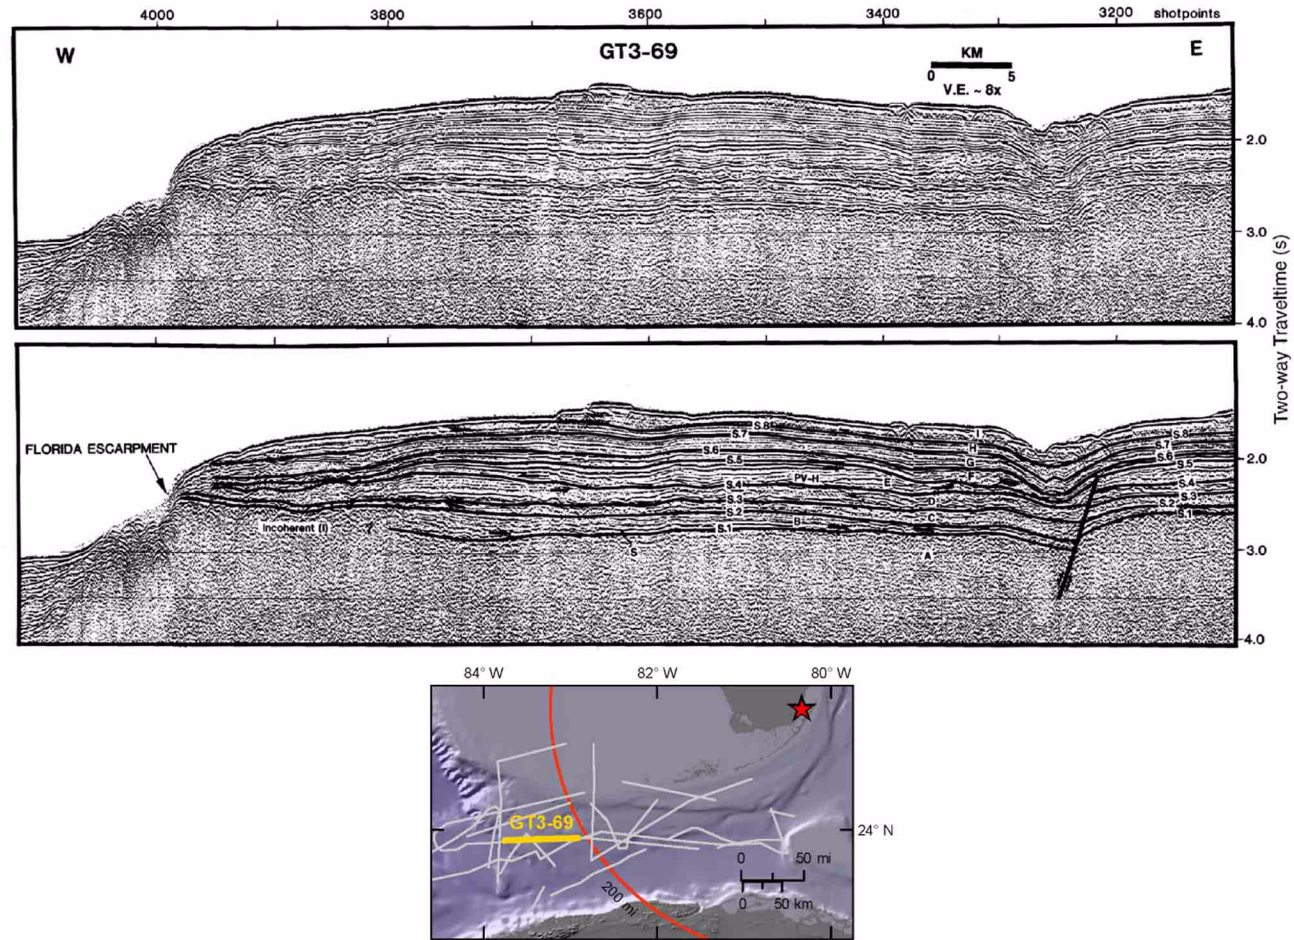 4000 3800 3600 3400 3200 shotpoints
W GT3-69 E
KM
0 5
V.E. ~ 8x
2.0
3.0
4.0
Two-way Traveltime (s)
FLORIDA ESCARPMENT
S.8 I S.8
S.7 H S.7
S.6 G S.6
S.5 F S.5
S.4 PV-H E S.4
S.3 D S.3
S.2 C S.2
S.1 B S.1
Incoherent (I) ?
S A
2.0
3.0
4.0
84° W 82° W 80° W
GT3-69
24° N
0 50 mi
0 50 km
200 mi